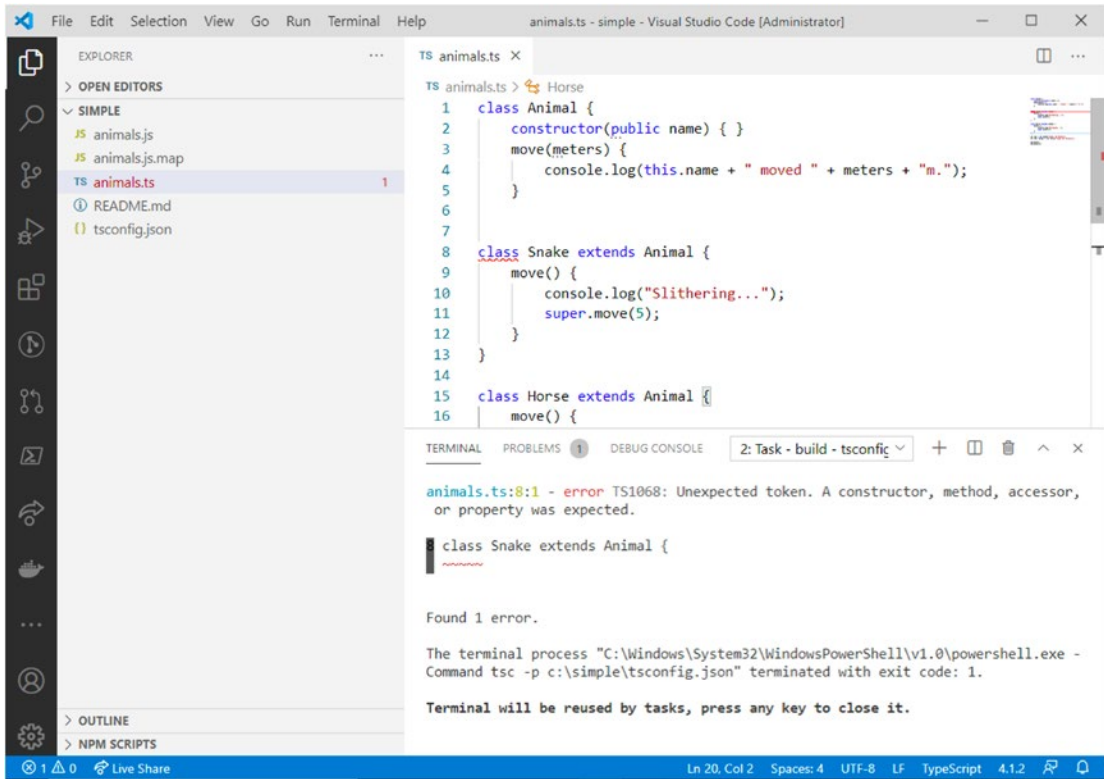 File Edit Selection View Go Run Terminal Help animals.ts - simple - Visual Studio Code [Administrator]
EXPLORER
OPEN EDITORS
SIMPLE
JS animals.js
JS animals.js.map
TS animals.ts 1
README.md
{} tsconfig.json
OUTLINE
NPM SCRIPTS
TS animals.ts
TS animals.ts > Horse
1 class Animal {
2 constructor(public name) { }
3 move(meters) {
4 console.log(this.name + " moved " + meters + "m.");
5 }
6
7
8 class Snake extends Animal {
9 move() {
10 console.log("Slithering...");
11 super.move(5);
12 }
13 }
14
15 class Horse extends Animal {
16 move() {
TERMINAL PROBLEMS 1 DEBUG CONSOLE 2: Task - build - tsconfig
animals.ts:8:1 - error TS1068: Unexpected token. A constructor, method, accessor,
or property was expected.
8 class Snake extends Animal {
~~~~~
Found 1 error.
The terminal process "C:\Windows\System32\WindowsPowerShell\v1.0\powershell.exe -
Command tsc -p c:\simple\tsconfig.json" terminated with exit code: 1.
Terminal will be reused by tasks, press any key to close it.
1 0 Live Share Ln 20, Col 2 Spaces: 4 UTF-8 LF TypeScript 4.1.2